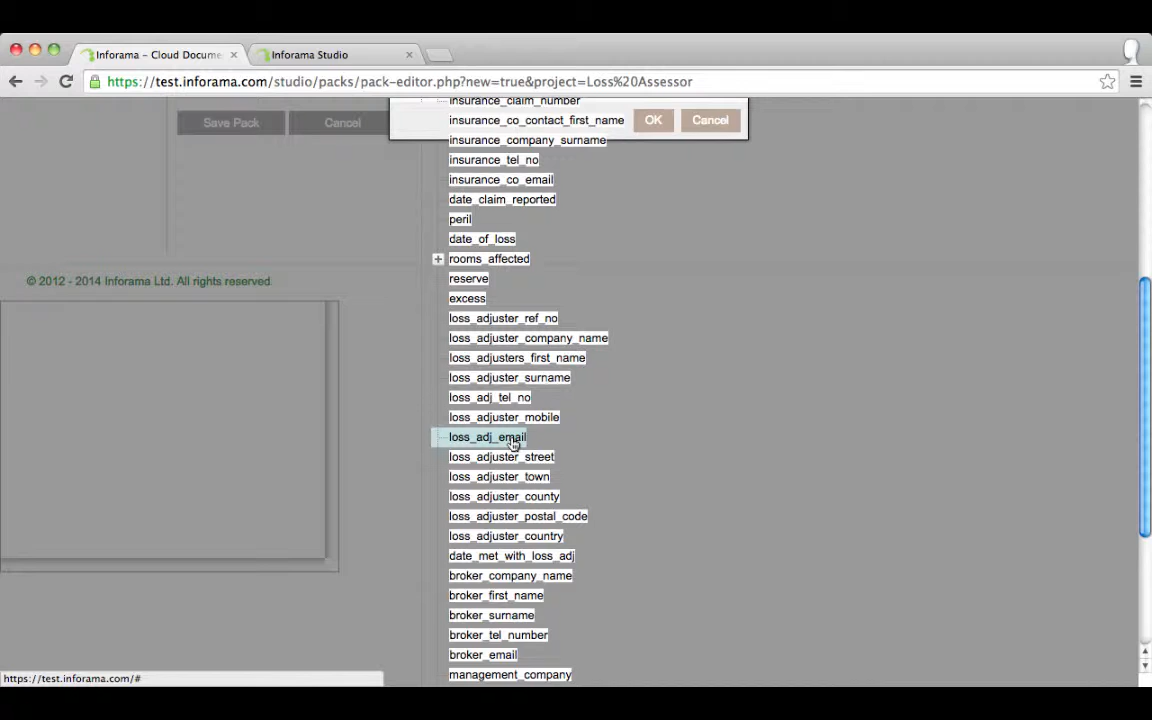 Inforama – Cloud Docume
Inforama Studio
https://test.inforama.com/studio/packs/pack-editor.php?new=true&project=Loss%20Assessor
insurance_claim_number
Save Pack Cancel
insurance_co_contact_first_name OK Cancel
insurance_company_surname
insurance_tel_no
insurance_co_email
date_claim_reported
peril
date_of_loss
rooms_affected
© 2012 - 2014 Inforama Ltd. All rights reserved.
reserve
excess
loss_adjuster_ref_no
loss_adjuster_company_name
loss_adjusters_first_name
loss_adjuster_surname
loss_adj_tel_no
loss_adjuster_mobile
loss_adj_email
loss_adjuster_street
loss_adjuster_town
loss_adjuster_county
loss_adjuster_postal_code
loss_adjuster_country
date_met_with_loss_adj
broker_company_name
broker_first_name
broker_surname
broker_tel_number
broker_email
management_company
https://test.inforama.com/#